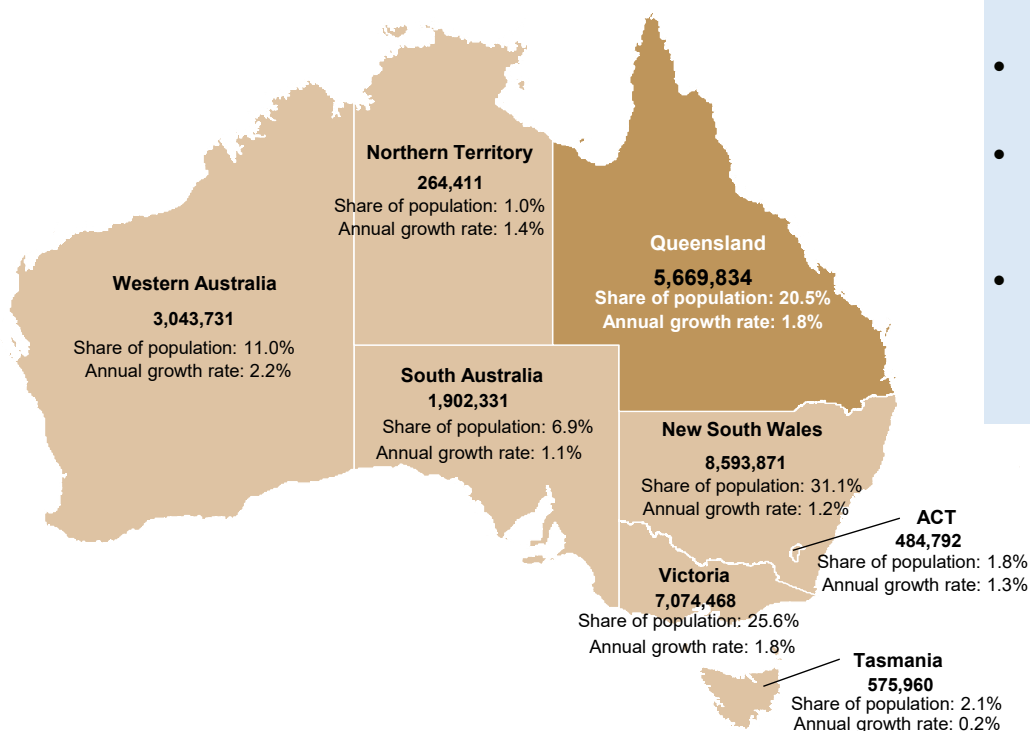 Northern Territory
264,411
Share of population: 1.0%
Annual growth rate: 1.4%
Queensland
5,669,834
Share of population: 20.5%
Annual growth rate: 1.8%
Western Australia
3,043,731
Share of population: 11.0%
Annual growth rate: 2.2%
South Australia
1,902,331
Share of population: 6.9%
Annual growth rate: 1.1%
New South Wales
8,593,871
Share of population: 31.1%
Annual growth rate: 1.2%
ACT
484,792
Share of population: 1.8%
Annual growth rate: 1.3%
Victoria
7,074,468
Share of population: 25.6%
Annual growth rate: 1.8%
Tasmania
575,960
Share of population: 2.1%
Annual growth rate: 0.2%